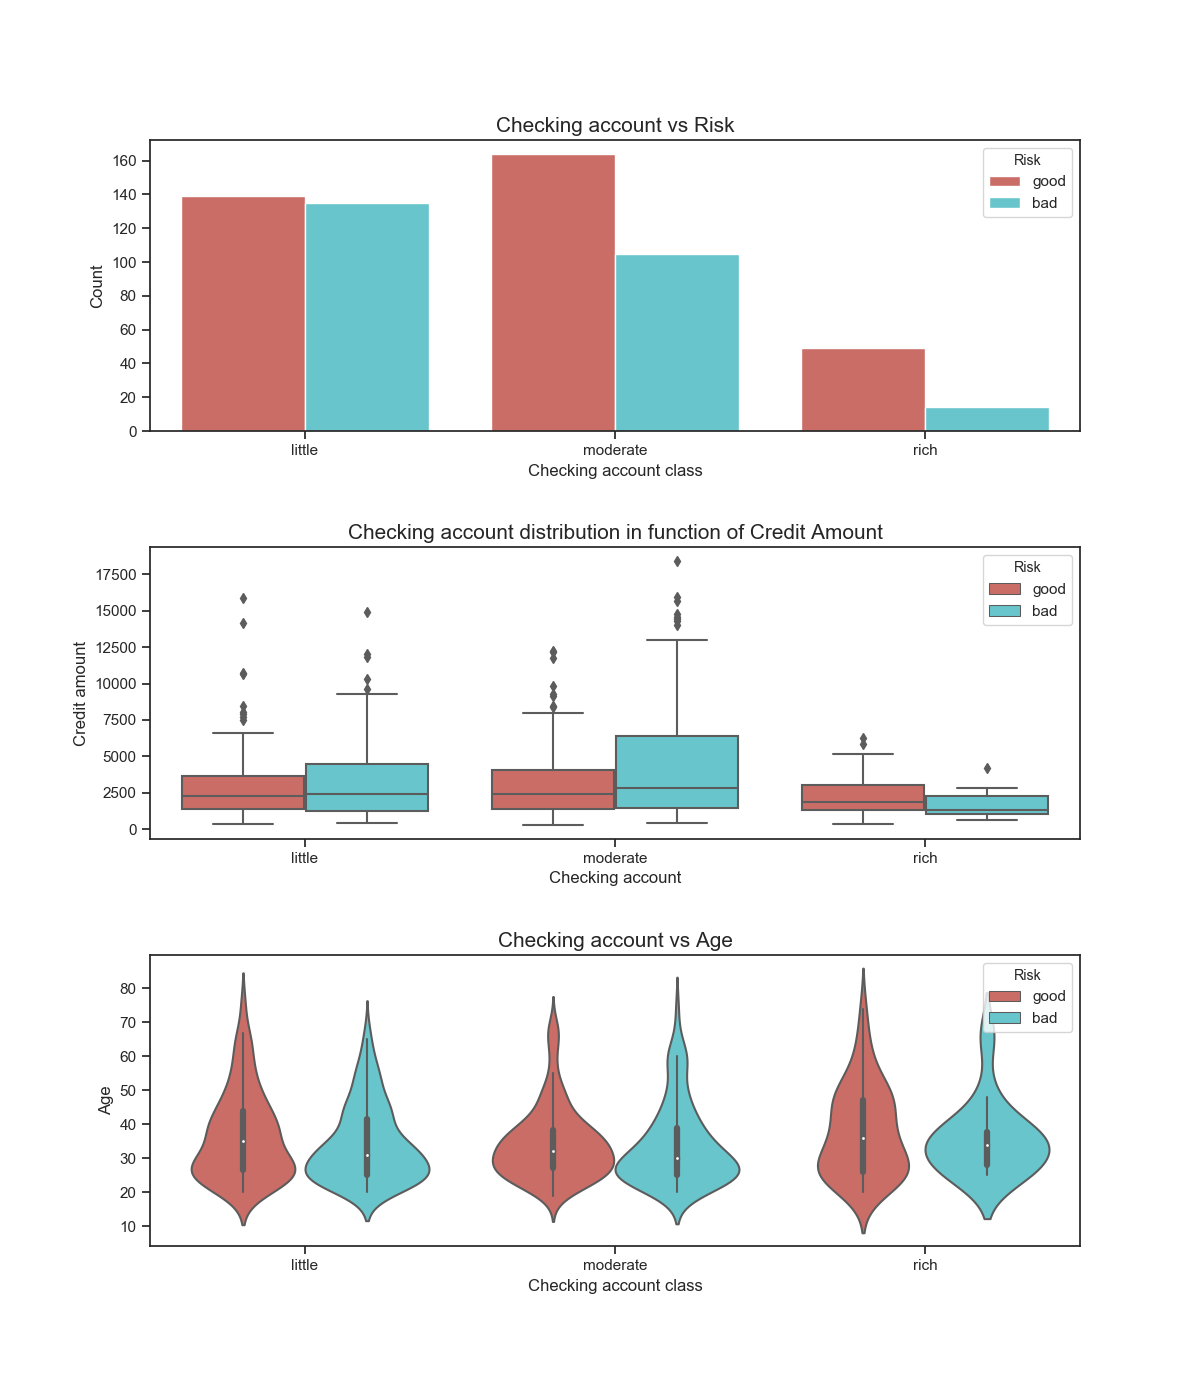 Checking account vs Risk
160
140
120
100
80
60
40
20
0
Count
Risk
good
bad
little
moderate
rich
Checking account class
Checking account distribution in function of Credit Amount
17500
15000
12500
10000
7500
5000
2500
0
Credit amount
Risk
good
bad
little
moderate
rich
Checking account
Checking account vs Age
80
70
60
50
40
30
20
10
Age
Risk
good
bad
little
moderate
rich
Checking account class